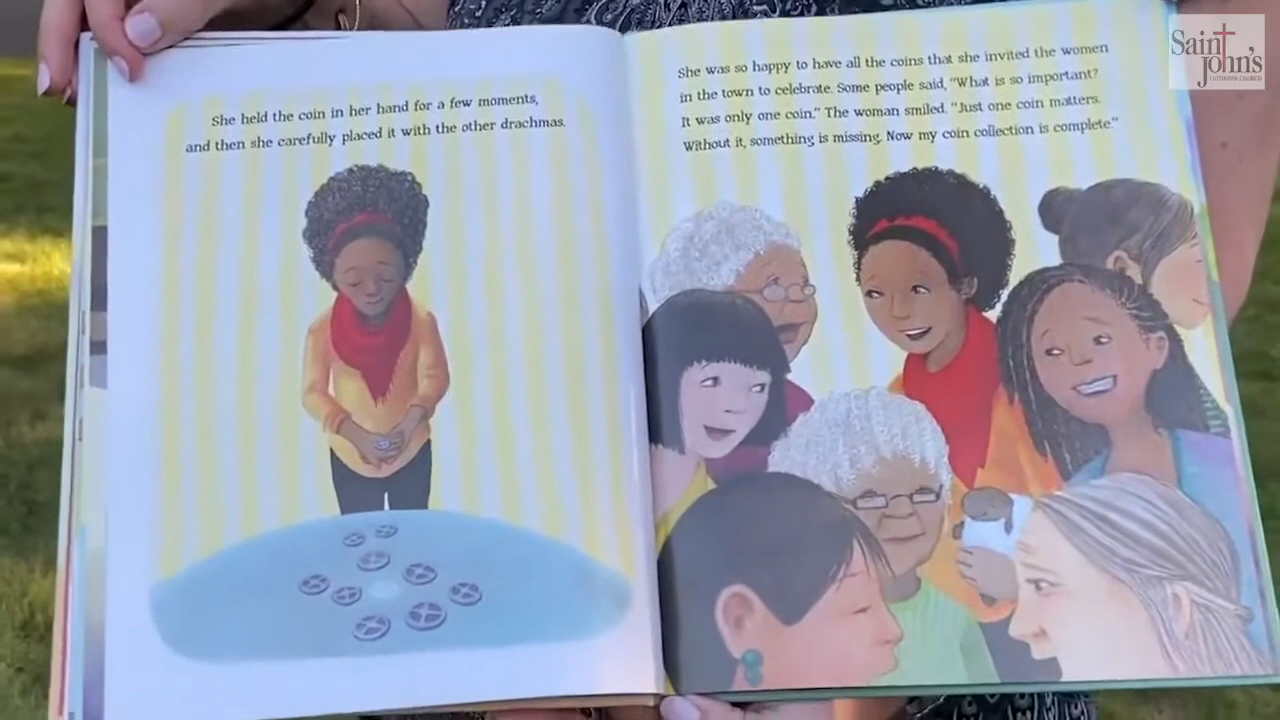 She held the coin in her hand for a few moments,
and then she carefully placed it with the other drachmas.
She was so happy to have all the coins that she invited the women
in the town to celebrate. Some people said, "What is so important?
It was only one coin." The woman smiled. "Just one coin matters.
Without it, something is missing. Now my coin collection is complete."
Saint
John's
LUTHERAN CHURCH